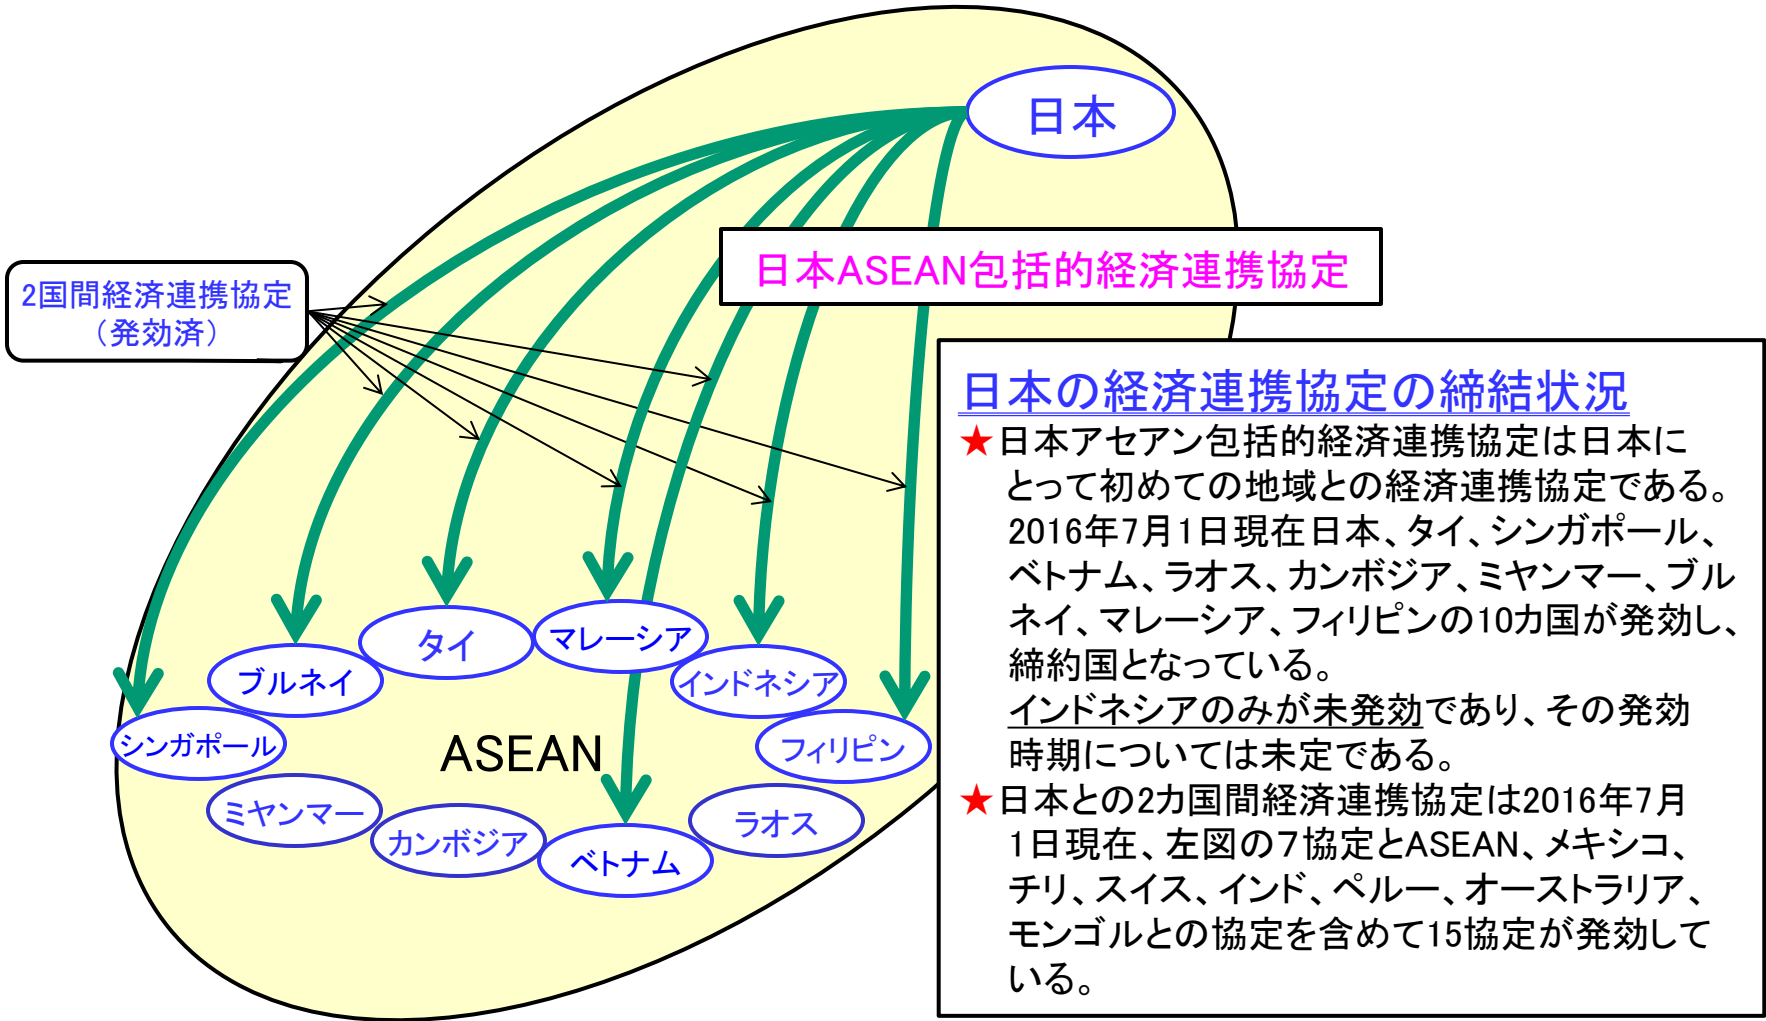 日本
日本ASEAN包括的経済連携協定
2国間経済連携協定
（発効済）
日本の経済連携協定の締結状況
★日本アセアン包括的経済連携協定は日本に
とって初めての地域との経済連携協定である。
2016年7月1日現在日本、タイ、シンガポール、
ベトナム、ラオス、カンボジア、ミャンマー、ブル
ネイ、マレーシア、フィリピンの10カ国が発効し、
締約国となっている。
インドネシアのみが未発効であり、その発効
時期については未定である。
★日本との2カ国間経済連携協定は2016年7月
1日現在、左図の７協定とASEAN、メキシコ、
チリ、スイス、インド、ペルー、オーストラリア、
モンゴルとの協定を含めて15協定が発効して
いる。
タイ
マレーシア
ブルネイ
インドネシア
シンガポール
ASEAN
フィリピン
ミヤンマー
カンボジア
ベトナム
ラオス